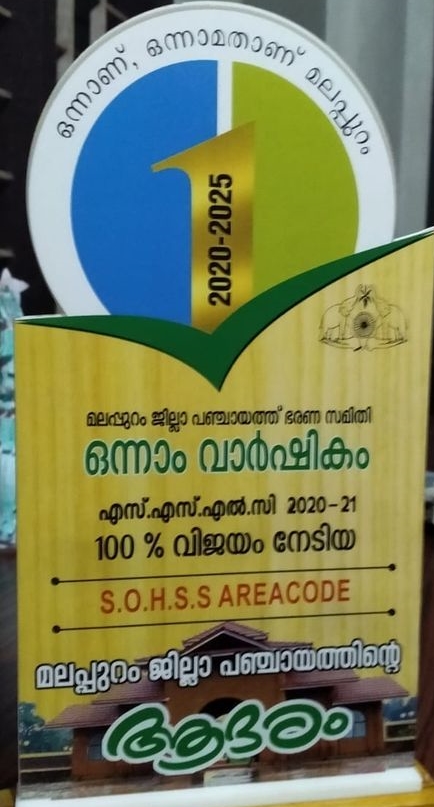 ഒന്നാണ്, ഒന്നാമതാണ് മലപ്പുറം
1
2020-2025
മലപ്പുറം ജില്ലാ പഞ്ചായത്ത് ഭരണ സമിതി
ഒന്നാം വാർഷികം
എസ്.എസ്.എൽ.സി 2020-21
100 % വിജയം നേടിയ
S.O.H.S.S AREACODE
മലപ്പുറം ജില്ലാ പഞ്ചായത്തിന്റെ
ആദരം